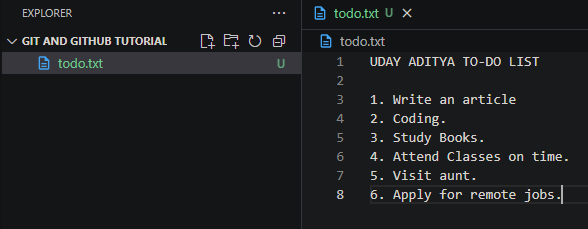 EXPLORER
GIT AND GITHUB TUTORIAL
todo.txt U
todo.txt U
todo.txt
1 UDAY ADITYA TO-DO LIST
2
3 1. Write an article
4 2. Coding.
5 3. Study Books.
6 4. Attend Classes on time.
7 5. Visit aunt.
8 6. Apply for remote jobs.